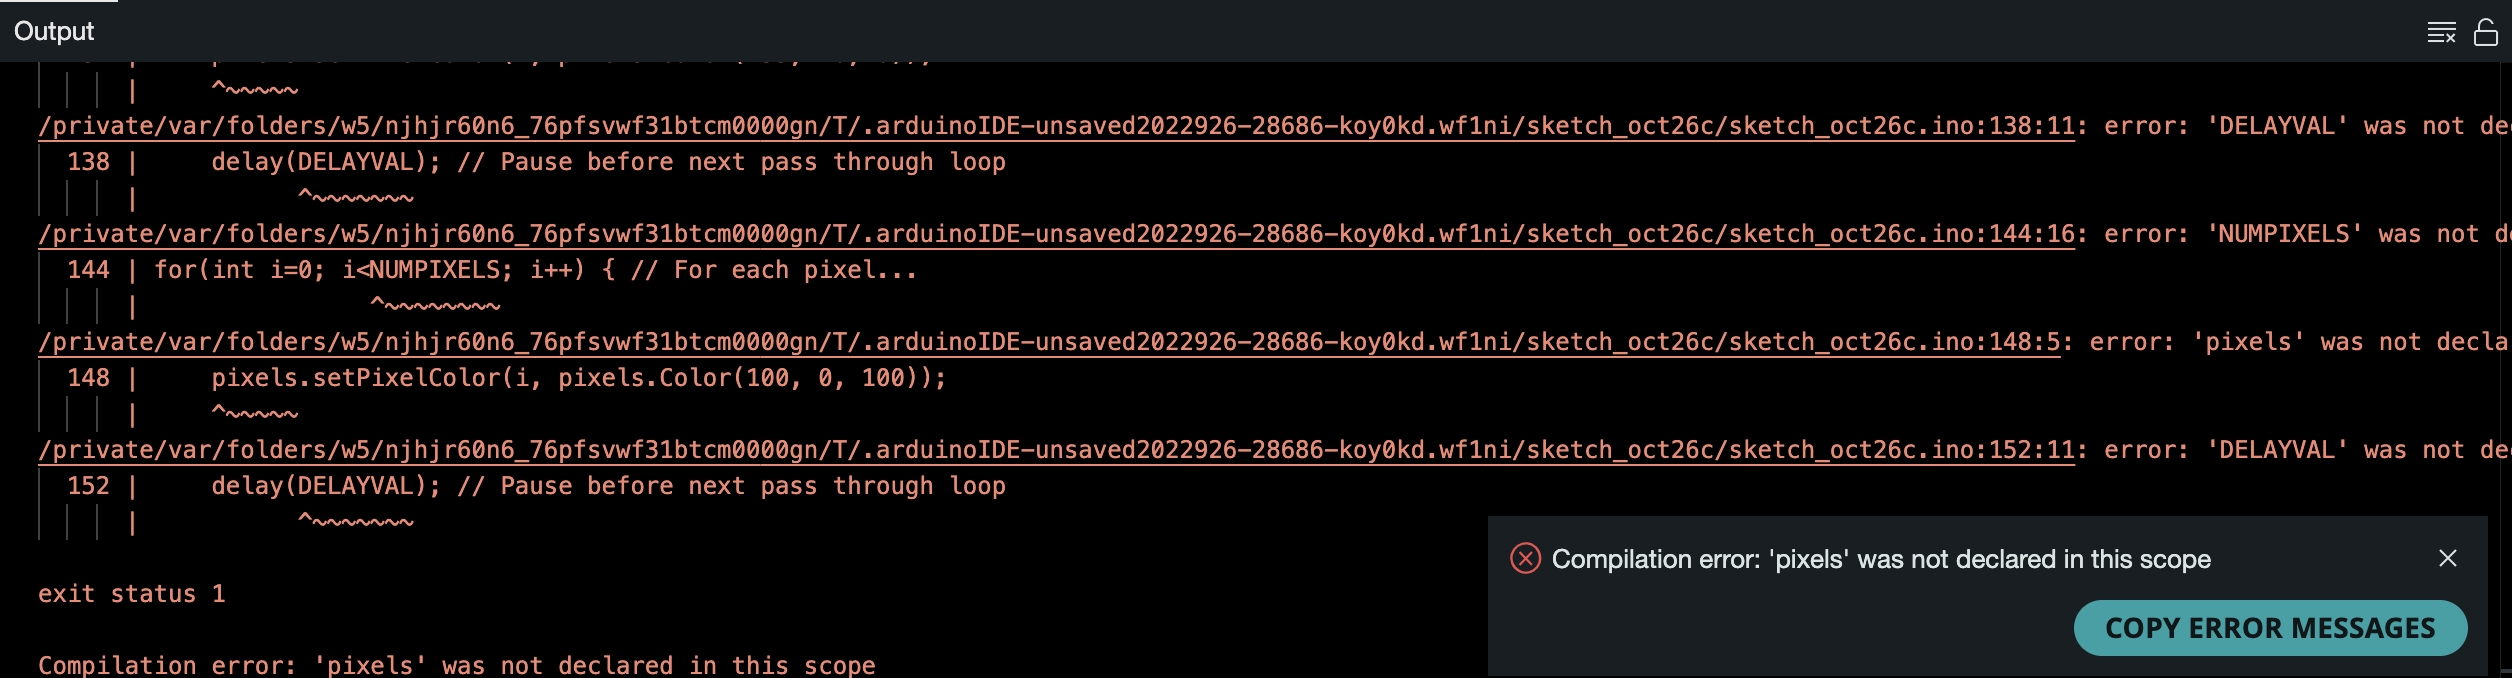 Output
| ^~~~~~
/private/var/folders/w5/njhjr60n6_76pfsvwf31btcm0000gn/T/.arduinoIDE-unsaved2022926-28686-koy0kd.wf1ni/sketch_oct26c/sketch_oct26c.ino:138:11: error: 'DELAYVAL' was not de
138 | delay(DELAYVAL); // Pause before next pass through loop
| ^~~~~~~~
/private/var/folders/w5/njhjr60n6_76pfsvwf31btcm0000gn/T/.arduinoIDE-unsaved2022926-28686-koy0kd.wf1ni/sketch_oct26c/sketch_oct26c.ino:144:16: error: 'NUMPIXELS' was not d
144 | for(int i=0; i<NUMPIXELS; i++) { // For each pixel...
| ^~~~~~~~~
/private/var/folders/w5/njhjr60n6_76pfsvwf31btcm0000gn/T/.arduinoIDE-unsaved2022926-28686-koy0kd.wf1ni/sketch_oct26c/sketch_oct26c.ino:148:5: error: 'pixels' was not decla
148 | pixels.setPixelColor(i, pixels.Color(100, 0, 100));
| ^~~~~~
/private/var/folders/w5/njhjr60n6_76pfsvwf31btcm0000gn/T/.arduinoIDE-unsaved2022926-28686-koy0kd.wf1ni/sketch_oct26c/sketch_oct26c.ino:152:11: error: 'DELAYVAL' was not de
152 | delay(DELAYVAL); // Pause before next pass through loop
| ^~~~~~~~
exit status 1
Compilation error: 'pixels' was not declared in this scope
Compilation error: 'pixels' was not declared in this scope
COPY ERROR MESSAGES